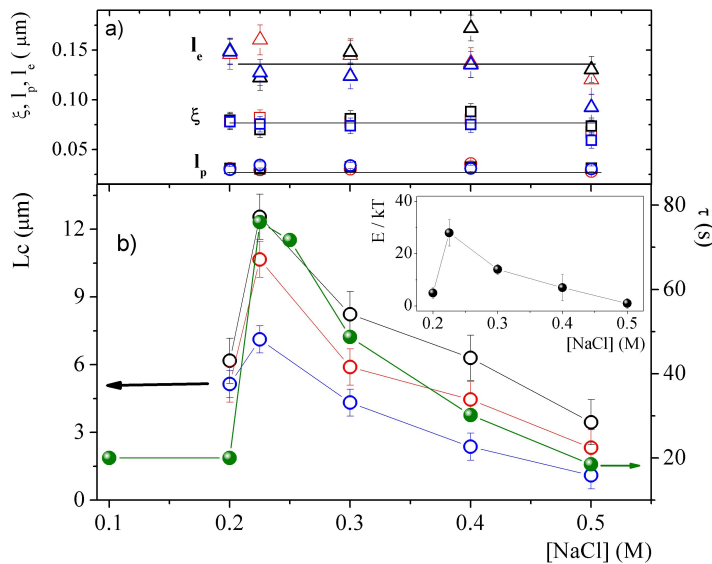 a)
ξ, l_p, l_e ( μm)
0.15
0.10
0.05
l_e
ξ
l_p
b)
Lc (μm)
12
9
6
3
0
80
60
40
20
τ (s)
E / kT
40
20
0
0.2 0.3 0.4 0.5
[NaCl] (M)
0.1 0.2 0.3 0.4 0.5
[NaCl] (M)